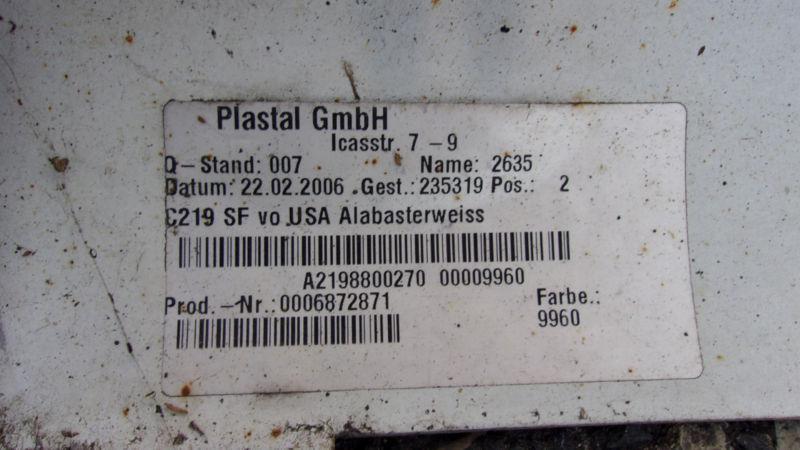 Plastal GmbH
Icasstr. 7 - 9
Q - Stand: 007 Name: 2635
Datum: 22.02.2006 Gest.: 235319 Pos.: 2
C219 SF vo USA Alabasterweiss
A2198800270 00009960
Prod. - Nr.: 0006872871 Farbe.:
9960